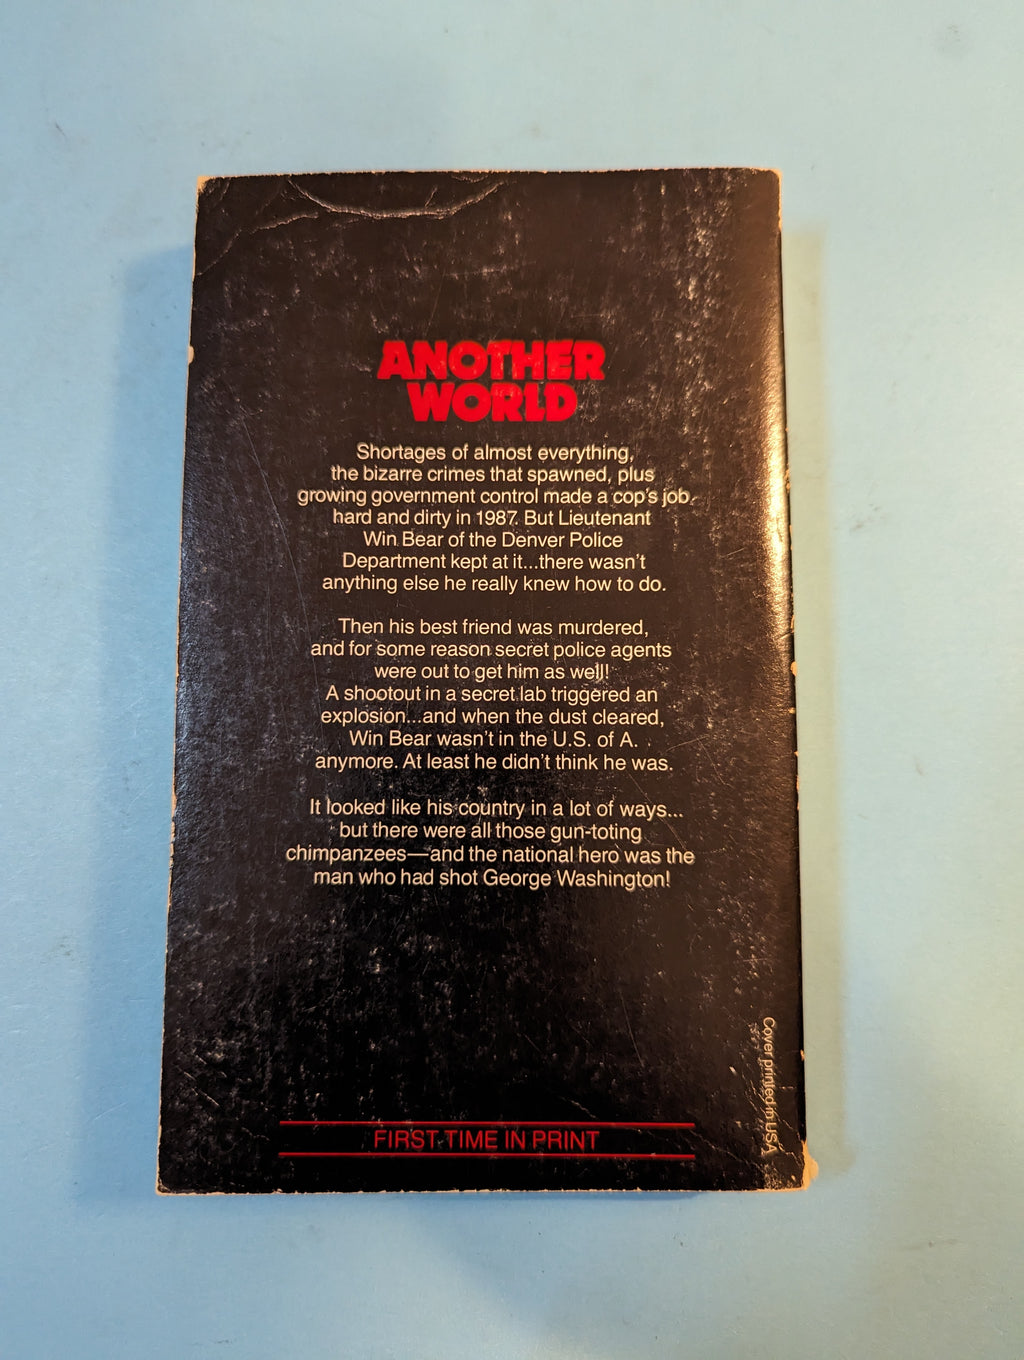 ANOTHER
WORLD
Shortages of almost everything,
the bizarre crimes that spawned, plus
growing government control made a cop's job
hard and dirty in 1987. But Lieutenant
Win Bear of the Denver Police
Department kept at it...there wasn't
anything else he really knew how to do.
Then his best friend was murdered,
and for some reason secret police agents
were out to get him as well!
A shootout in a secret lab triggered an
explosion...and when the dust cleared,
Win Bear wasn't in the U.S. of A.
anymore. At least he didn't think he was.
It looked like his country in a lot of ways...
but there were all those gun-toting
chimpanzees—and the national hero was the
man who had shot George Washington!
FIRST TIME IN PRINT
Cover printed in USA